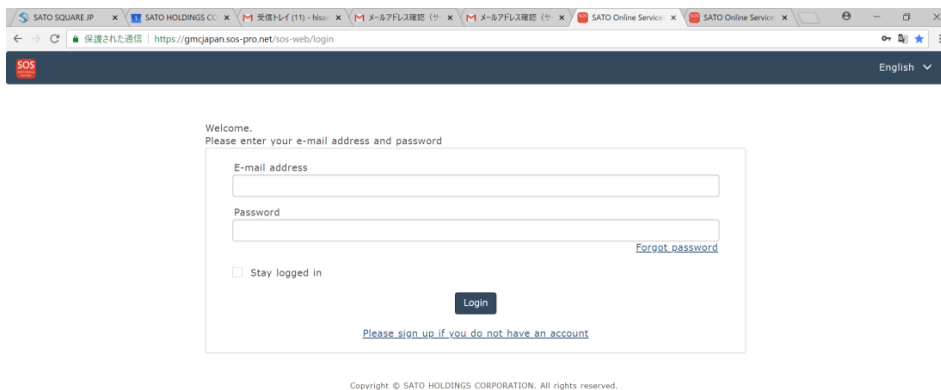 SATO SQUARE JP
SATO HOLDINGS CO
受信トレイ (11) - hisa
メールアドレス確認（サ
メールアドレス確認（サ
SATO Online Service
SATO Online Service
保護された通信 | https://gmcjapan.sos-pro.net/sos-web/login
SOS
English
Welcome.
Please enter your e-mail address and password
E-mail address
Password
Forgot password
Stay logged in
Login
Please sign up if you do not have an account
Copyright © SATO HOLDINGS CORPORATION. All rights reserved.